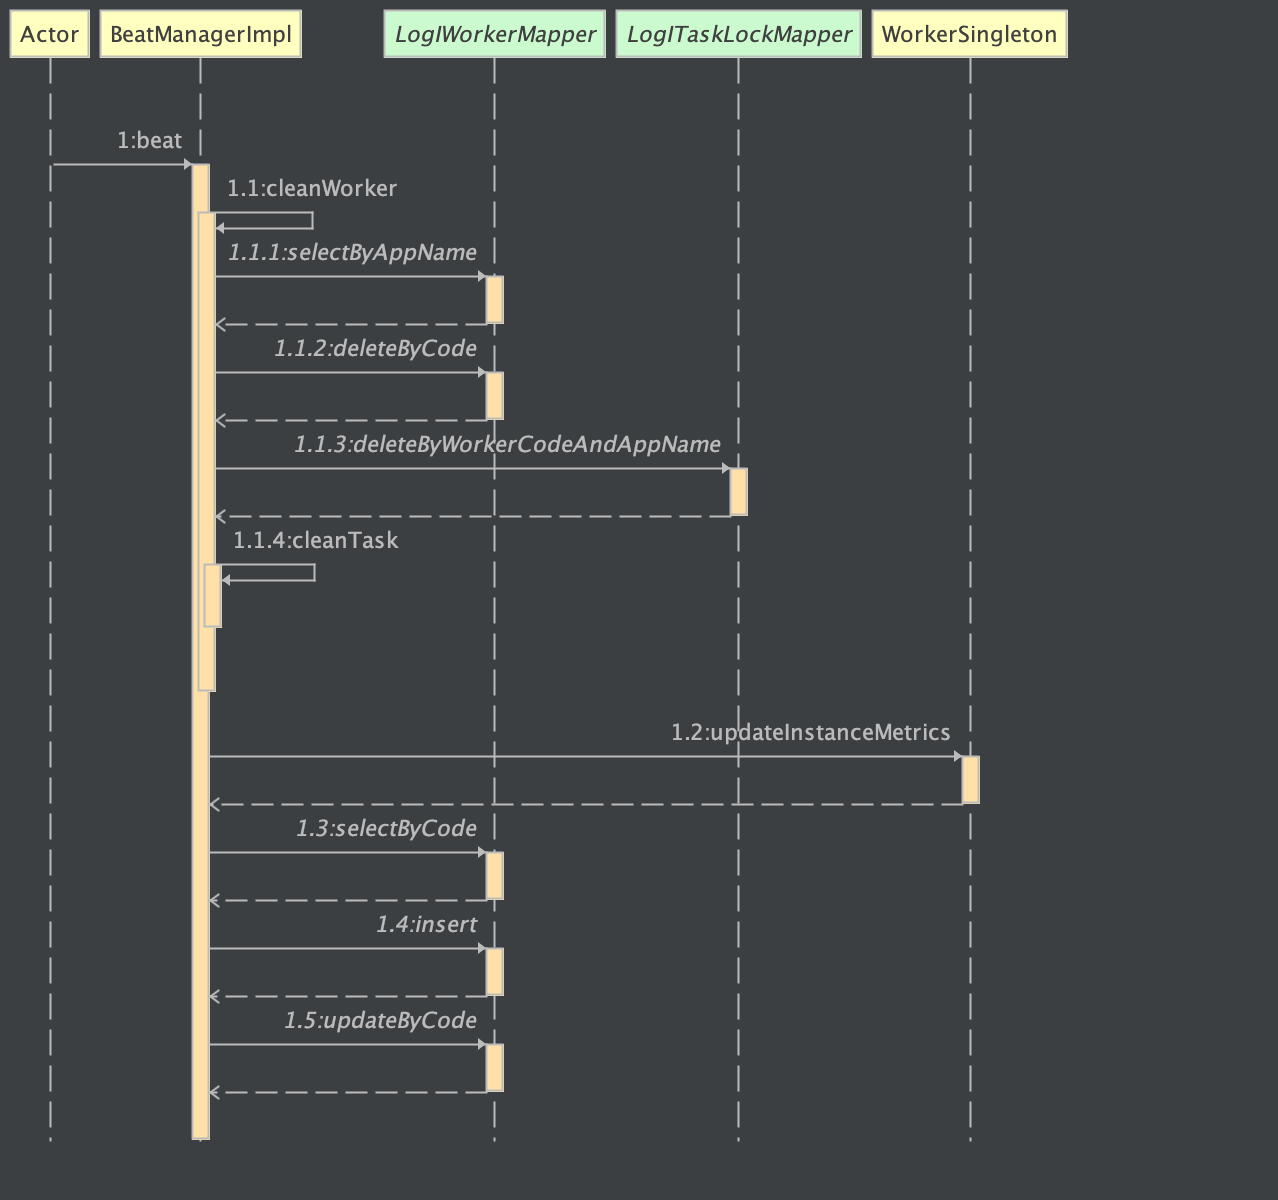 Actor
BeatManagerImpl
LogIWorkerMapper
LogITaskLockMapper
WorkerSingleton
1:beat
1.1:cleanWorker
1.1.1:selectByAppName
1.1.2:deleteByCode
1.1.3:deleteByWorkerCodeAndAppName
1.1.4:cleanTask
1.2:updateInstanceMetrics
1.3:selectByCode
1.4:insert
1.5:updateByCode